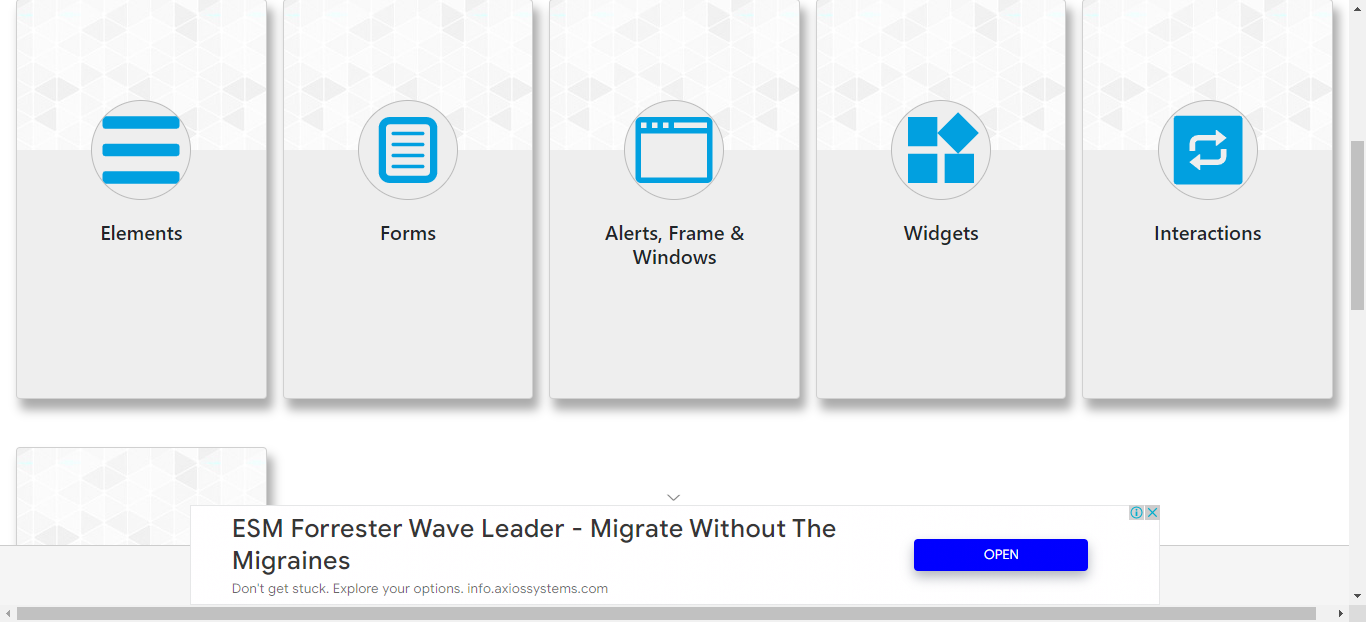 Elements
Forms
Alerts, Frame &
Windows
Widgets
Interactions
ESM Forrester Wave Leader - Migrate Without The
Migraines
Don't get stuck. Explore your options. info.axiossystems.com
OPEN